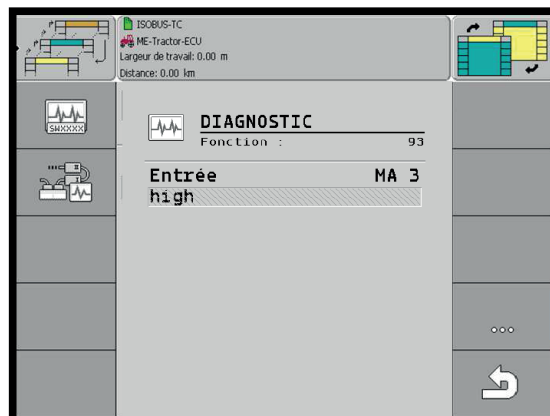 ISOBUS-TC
ME-Tractor-ECU
Largeur de travail: 0.00 m
Distance: 0.00 km
SWXXXX
DIAGNOSTIC
Fonction : 93
Entrée MA 3
high